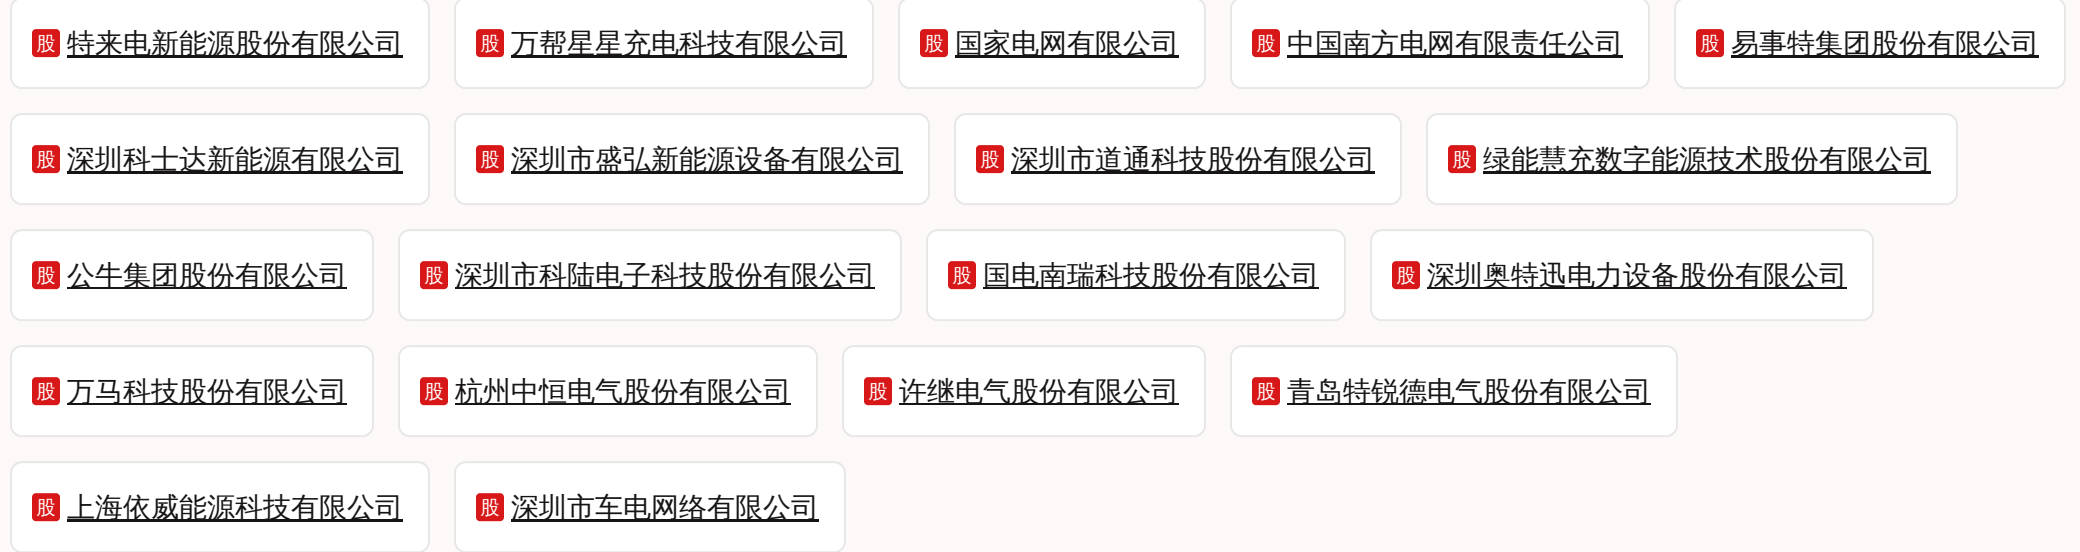 股 特来电新能源股份有限公司 股 万帮星星充电科技有限公司 股 国家电网有限公司 股 中国南方电网有限责任公司 股 易事特集团股份有限公司
股 深圳科士达新能源有限公司 股 深圳市盛弘新能源设备有限公司 股 深圳市道通科技股份有限公司 股 绿能慧充数字能源技术股份有限公司
股 公牛集团股份有限公司 股 深圳市科陆电子科技股份有限公司 股 国电南瑞科技股份有限公司 股 深圳奥特迅电力设备股份有限公司
股 万马科技股份有限公司 股 杭州中恒电气股份有限公司 股 许继电气股份有限公司 股 青岛特锐德电气股份有限公司
股 上海依威能源科技有限公司 股 深圳市车电网络有限公司